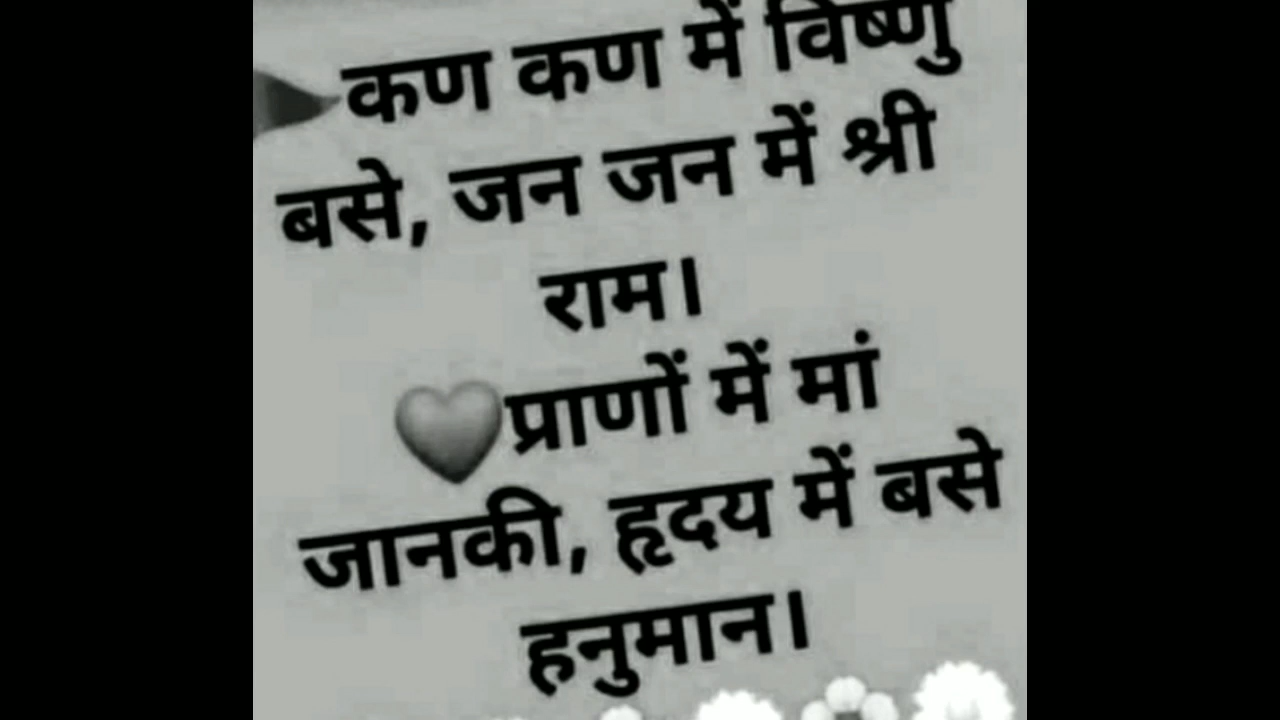 कण कण में विष्णु
बसे, जन जन में श्री
राम।
प्राणों में मां
जानकी, हृदय में बसे
हनुमान।